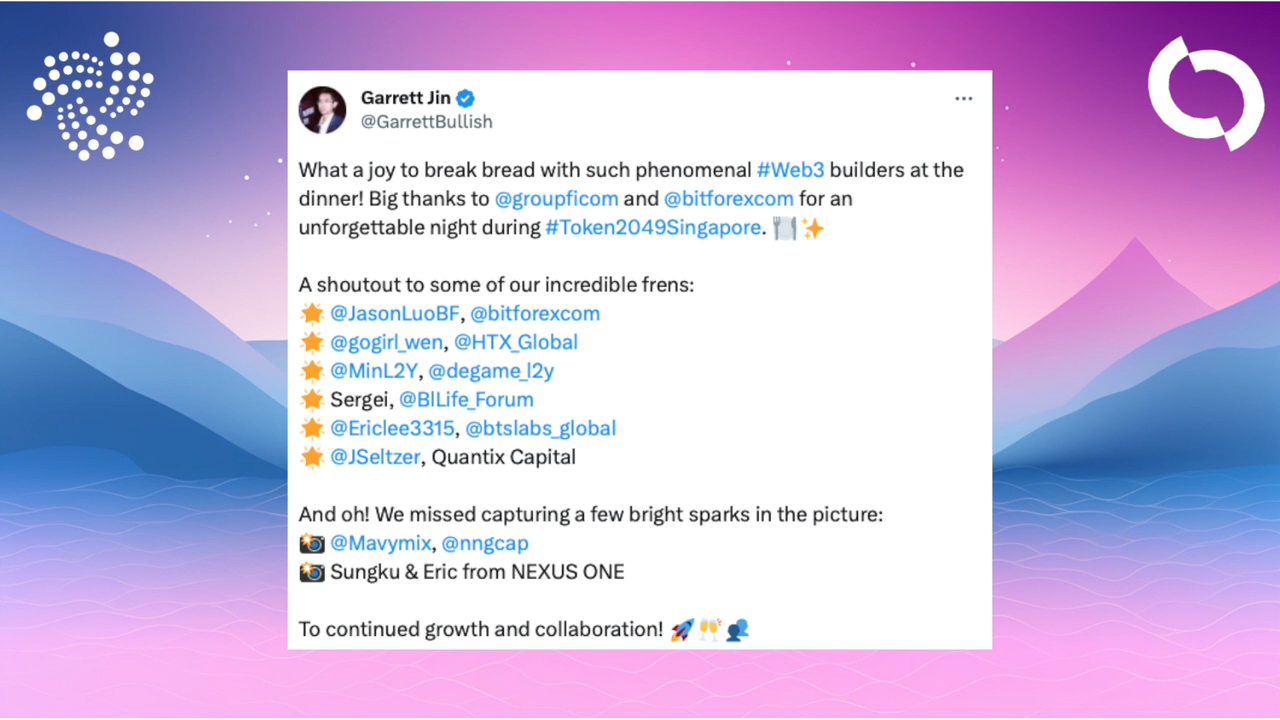 Garrett Jin
@GarrettBullish
What a joy to break bread with such phenomenal #Web3 builders at the
dinner! Big thanks to @groupficom and @bitforexcom for an
unforgettable night during #Token2049Singapore. 🍽️✨
A shoutout to some of our incredible frens:
🌟 @JasonLuoBF, @bitforexcom
🌟 @gogirl_wen, @HTX_Global
🌟 @MinL2Y, @degame_l2y
🌟 Sergei, @BlLife_Forum
🌟 @Ericlee3315, @btslabs_global
🌟 @JSeltzer, Quantix Capital
And oh! We missed capturing a few bright sparks in the picture:
📸 @Mavymix, @nngcap
📸 Sungku & Eric from NEXUS ONE
To continued growth and collaboration! 🚀🥂👥